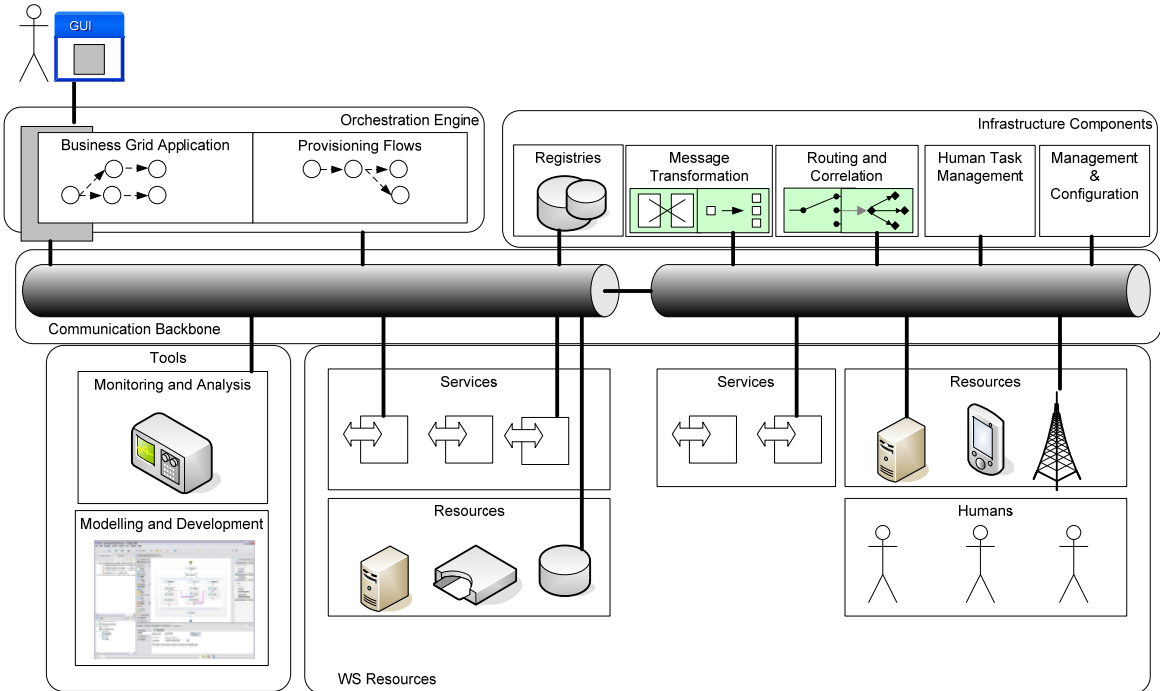 GUI
Orchestration Engine
Business Grid Application
Provisioning Flows
Infrastructure Components
Registries
Message
Transformation
Routing and
Correlation
Human Task
Management
Management
&
Configuration
Communication Backbone
Tools
Monitoring and Analysis
Modelling and Development
Services
Resources
Services
Resources
Humans
WS Resources